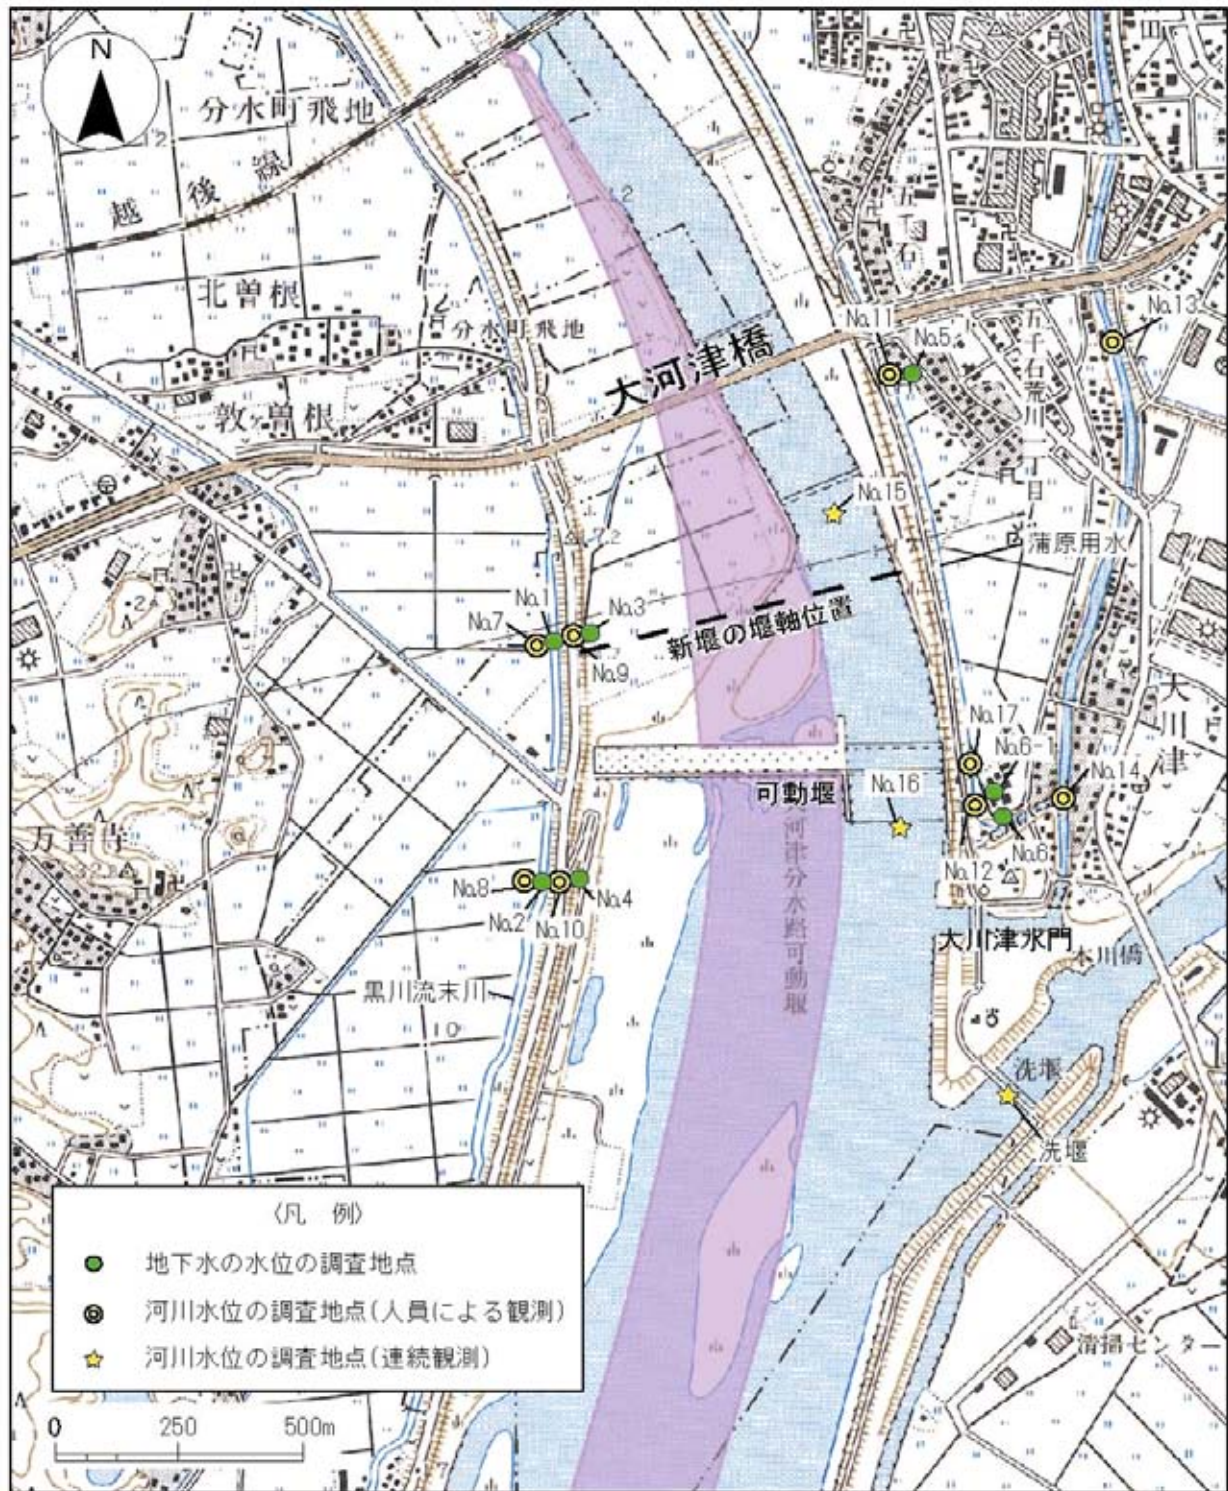 N
分水町飛地
越後線
北曽根
分水町飛地
敦ヶ曽根
大河津橋
五千石
No.11
No.5
No.13
五千石荒川一丁目
No.15
蒲原用水
No.1
No.3
No.7
No.9
新堰の堰軸位置
大川津
No.17
No.6-1
No.14
No.16
可動堰
河津分水路可動堰
No.6
No.12
万善寺
No.8
No.4
No.2
No.10
大川津水門
本川橋
黒川流末川
10
洗堰
洗堰
清掃センター
〈凡 例〉
地下水の水位の調査地点
河川水位の調査地点(人員による観測)
河川水位の調査地点(連続観測)
0 250 500m